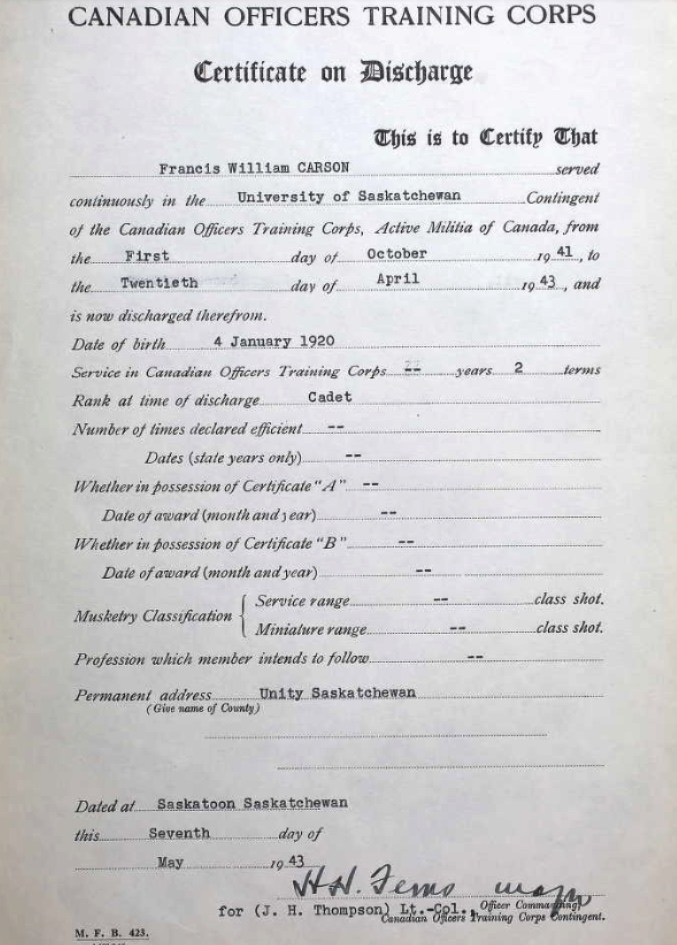 CANADIAN OFFICERS TRAINING CORPS
Certificate on Discharge
This is to Certify That
Francis William CARSON served
continuously in the University of Saskatchewan Contingent
of the Canadian Officers Training Corps, Active Militia of Canada, from
the First day of October 19 41, to
the Twentieth day of April 19 43, and
is now discharged therefrom.
Date of birth 4 January 1920
Service in Canadian Officers Training Corps -- years 2 terms
Rank at time of discharge Cadet
Number of times declared efficient --
Dates (state years only) --
Whether in possession of Certificate "A" --
Date of award (month and year) --
Whether in possession of Certificate "B" --
Date of award (month and year) --
Musketry Classification { Service range -- class shot.
Miniature range -- class shot.
Profession which member intends to follow --
Permanent address Unity Saskatchewan
(Give name of County)
Dated at Saskatoon Saskatchewan
this Seventh day of
May 19 43
H.H. major
for (J. H. Thompson) Lt.-Col., Officer Commanding,
Canadian Officers Training Corps Contingent.
M. F. B. 423.